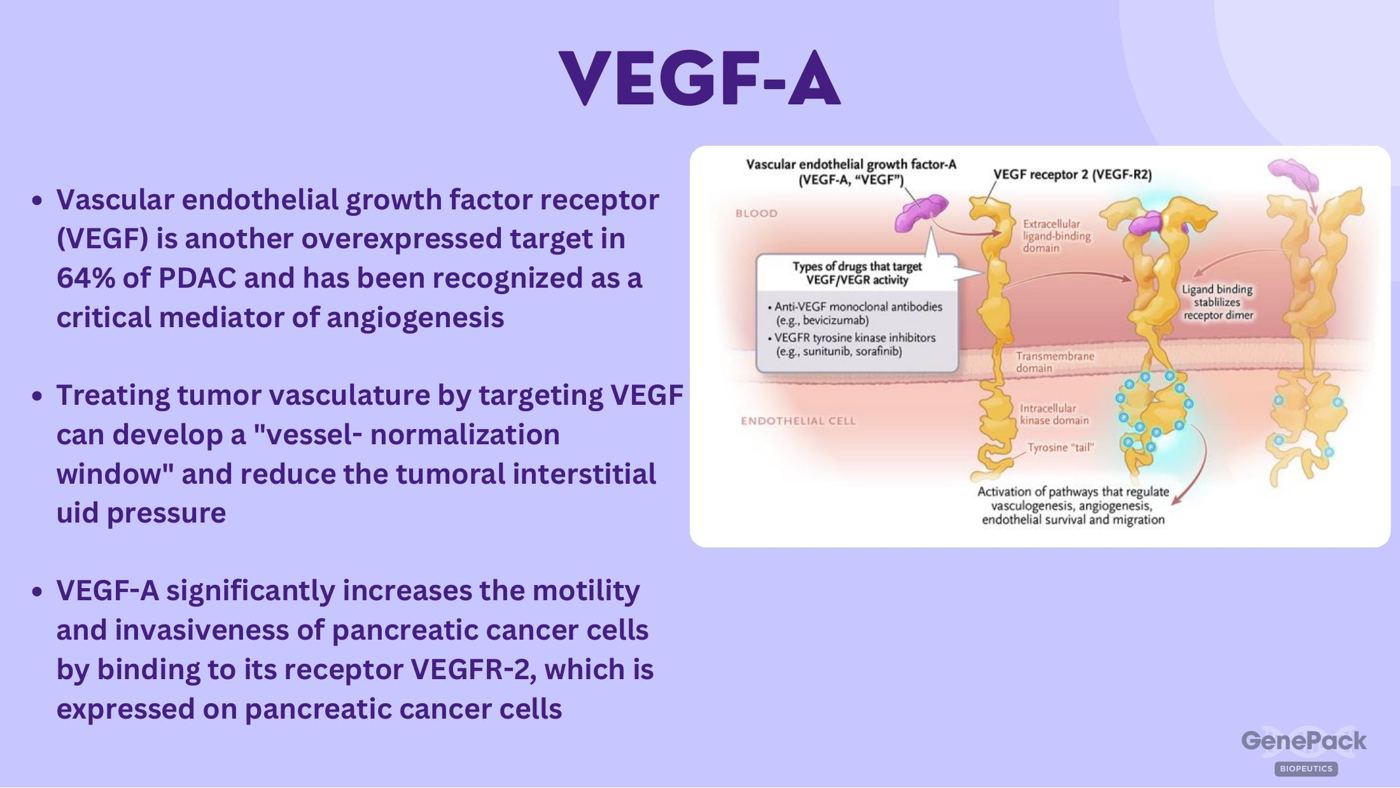 VEGF-A
• Vascular endothelial growth factor receptor
(VEGF) is another overexpressed target in
64% of PDAC and has been recognized as a
critical mediator of angiogenesis
• Treating tumor vasculature by targeting VEGF
can develop a "vessel- normalization
window" and reduce the tumoral interstitial
uid pressure
• VEGF-A significantly increases the motility
and invasiveness of pancreatic cancer cells
by binding to its receptor VEGFR-2, which is
expressed on pancreatic cancer cells
Vascular endothelial growth factor-A
(VEGF-A, “VEGF”)
VEGF receptor 2 (VEGF-R2)
BLOOD
Extracellular
ligand-binding
domain
Types of drugs that target
VEGF/VEGR activity
• Anti-VEGF monoclonal antibodies
(e.g., bevicizumab)
• VEGFR tyrosine kinase inhibitors
(e.g., sunitunib, sorafinib)
Ligand binding
stablilizes
receptor dimer
Transmembrane
domain
ENDOTHELIAL CELL
Intracellular
kinase domain
Tyrosine “tail”
P P P P P P P P P P P
P P P P
Activation of pathways that regulate
vasculogenesis, angiogenesis,
endothelial survival and migration
GenePack
BIOPEUTICS